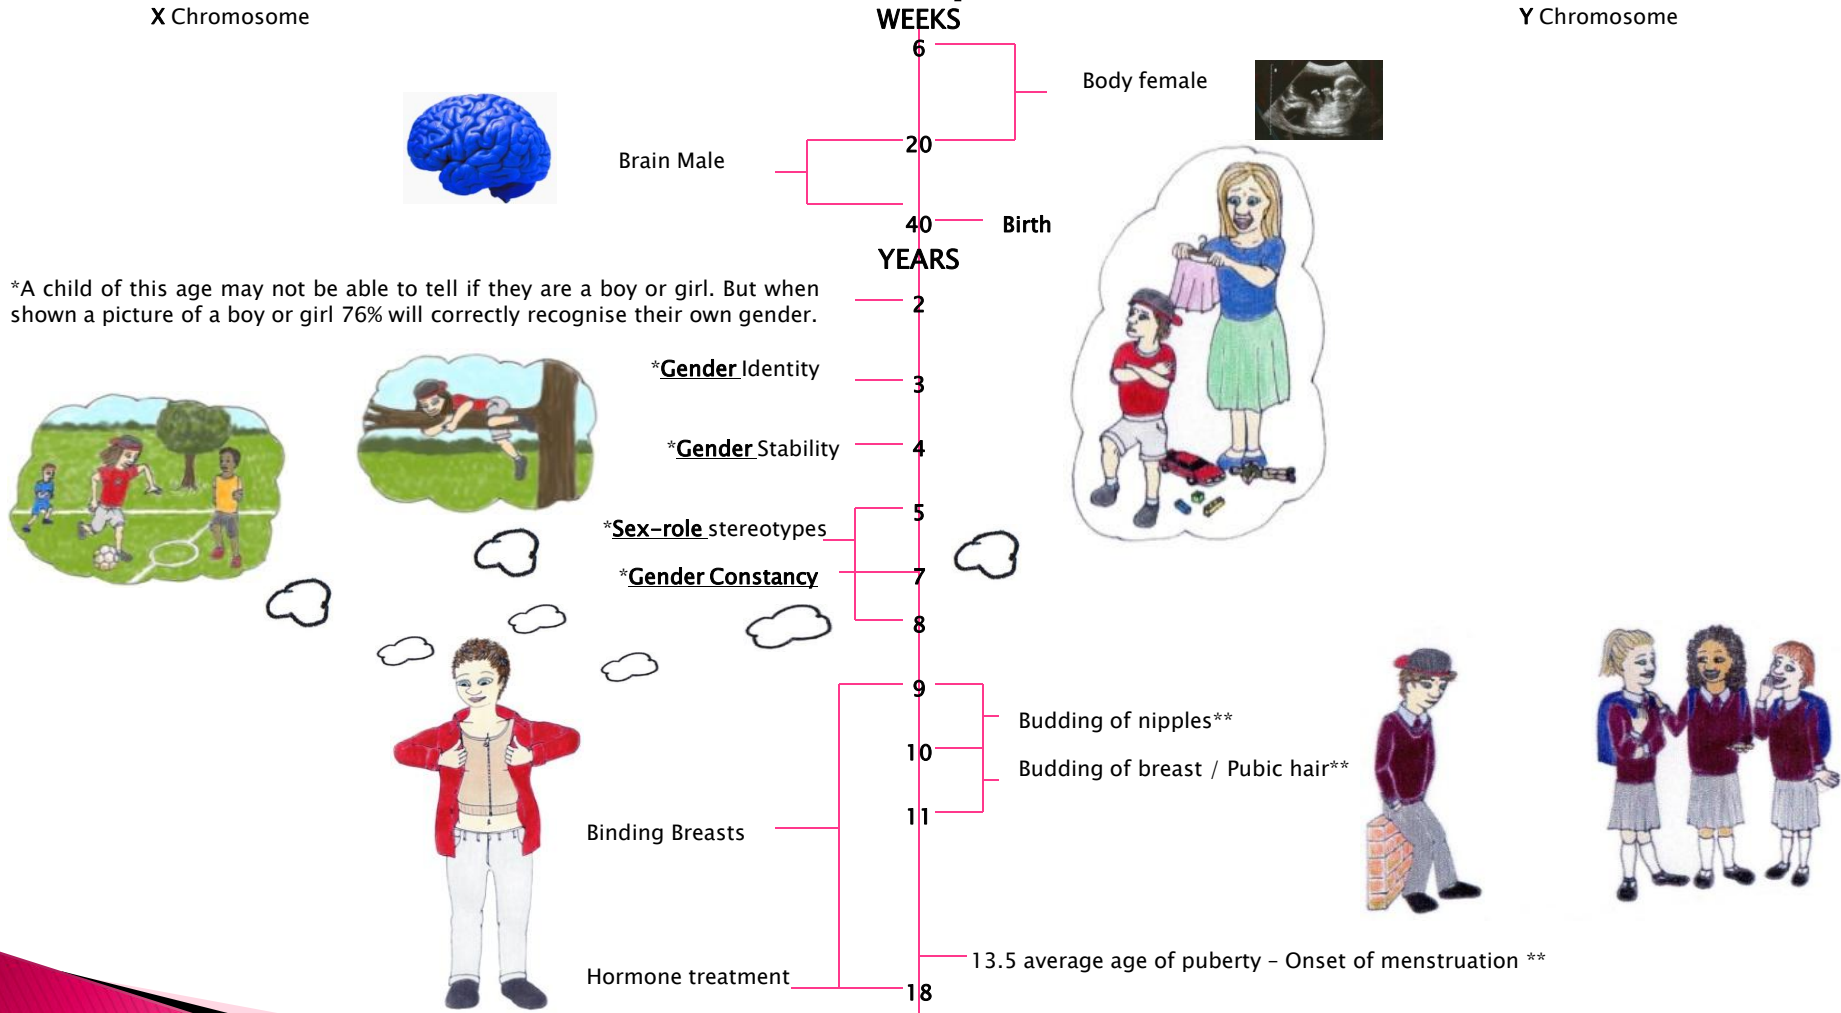 X Chromosome
WEEKS
Y Chromosome
6
Body female
20
Brain Male
40
Birth
YEARS
*A child of this age may not be able to tell if they are a boy or girl. But when
shown a picture of a boy or girl 76% will correctly recognise their own gender.
2
*Gender Identity
3
*Gender Stability
4
5
*Sex-role stereotypes
*Gender Constancy
7
8
9
Budding of nipples**
10
Budding of breast / Pubic hair**
11
Binding Breasts
13.5 average age of puberty – Onset of menstruation **
Hormone treatment
18